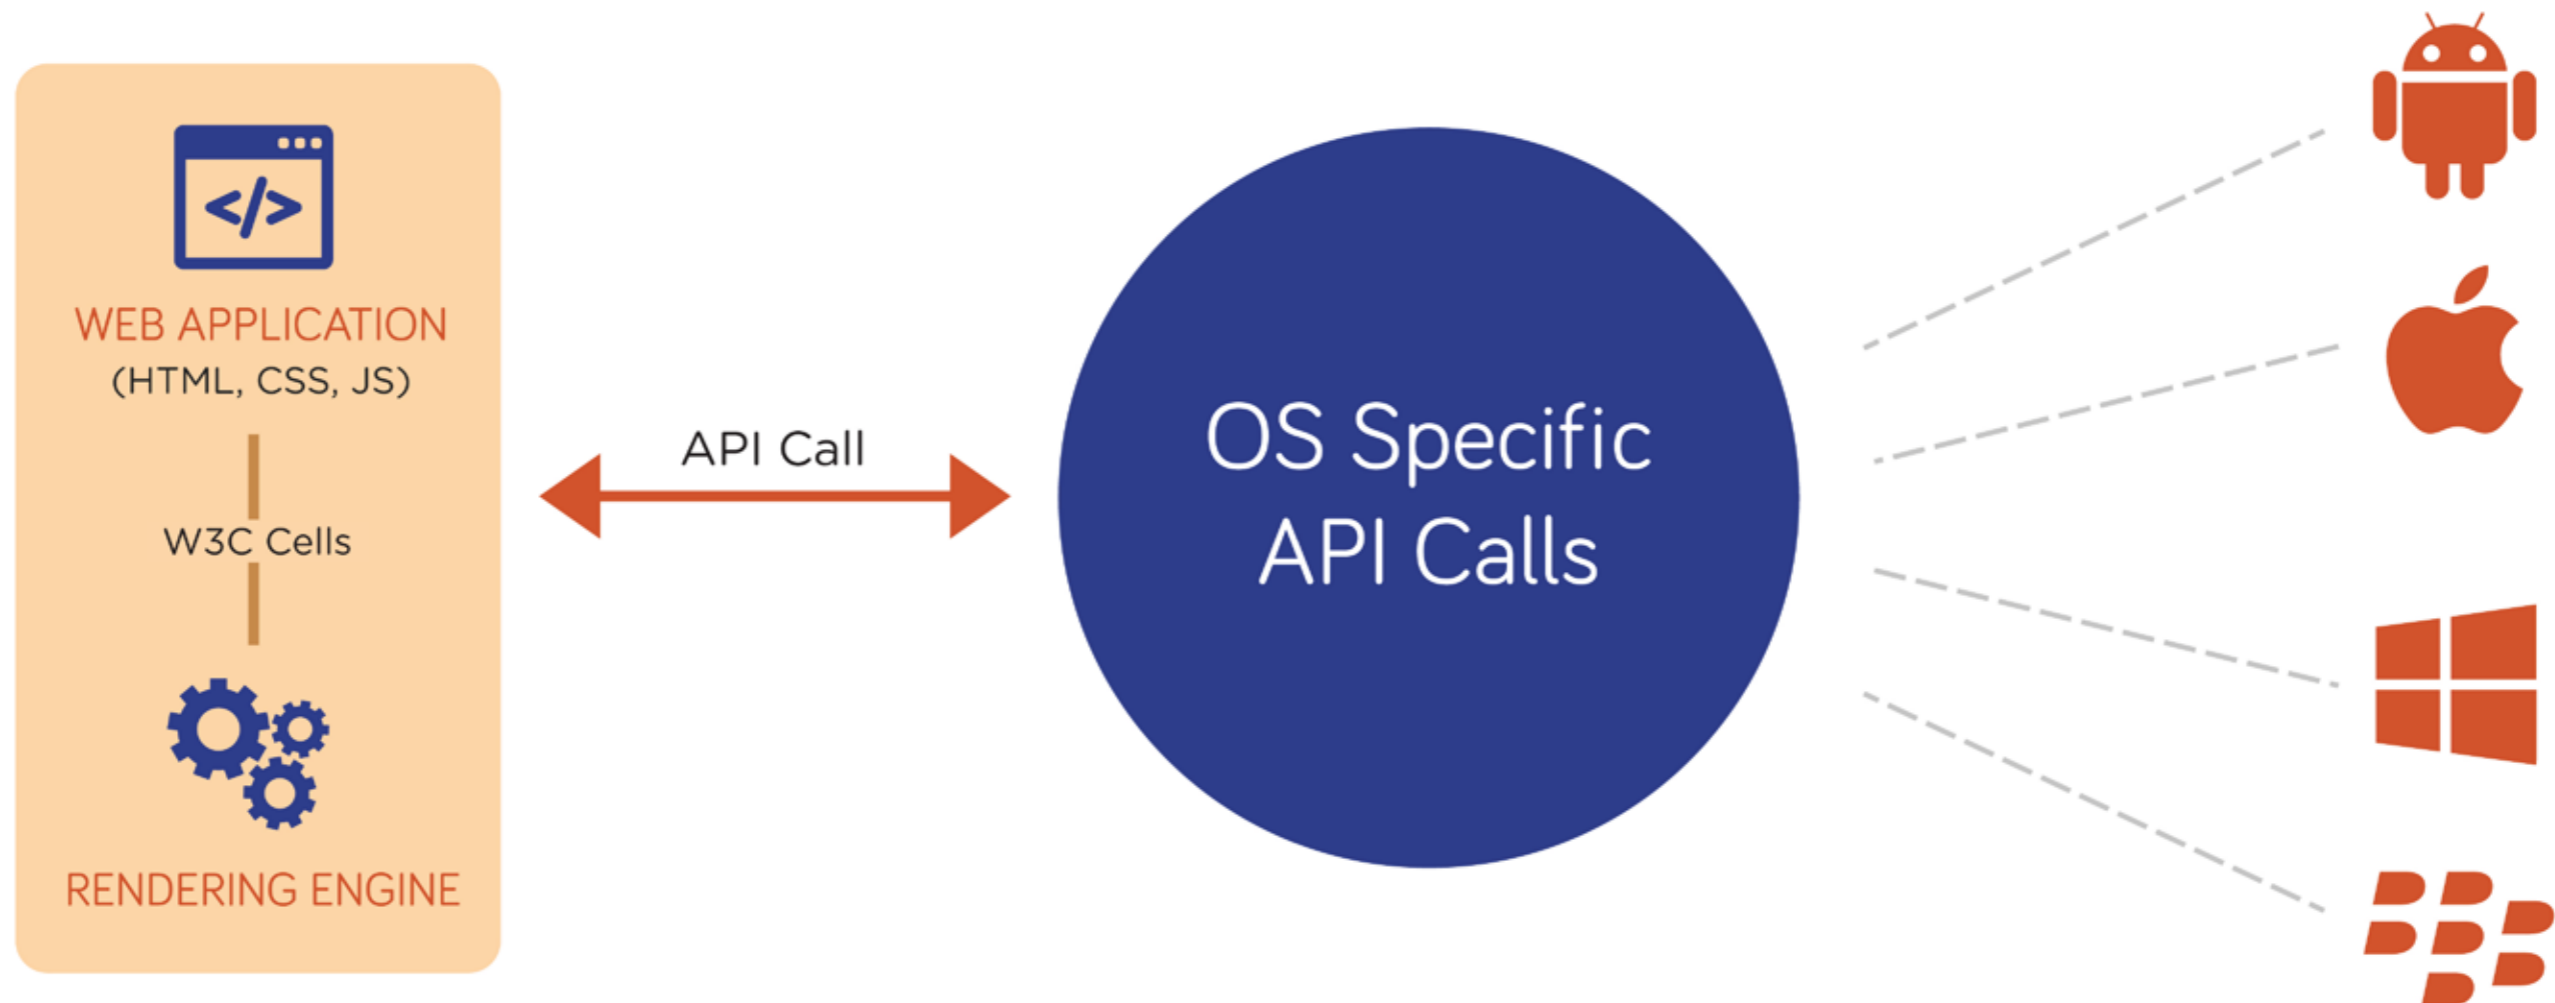 </>
WEB APPLICATION
(HTML, CSS, JS)
W3C Cells
RENDERING ENGINE
API Call
OS Specific
API Calls